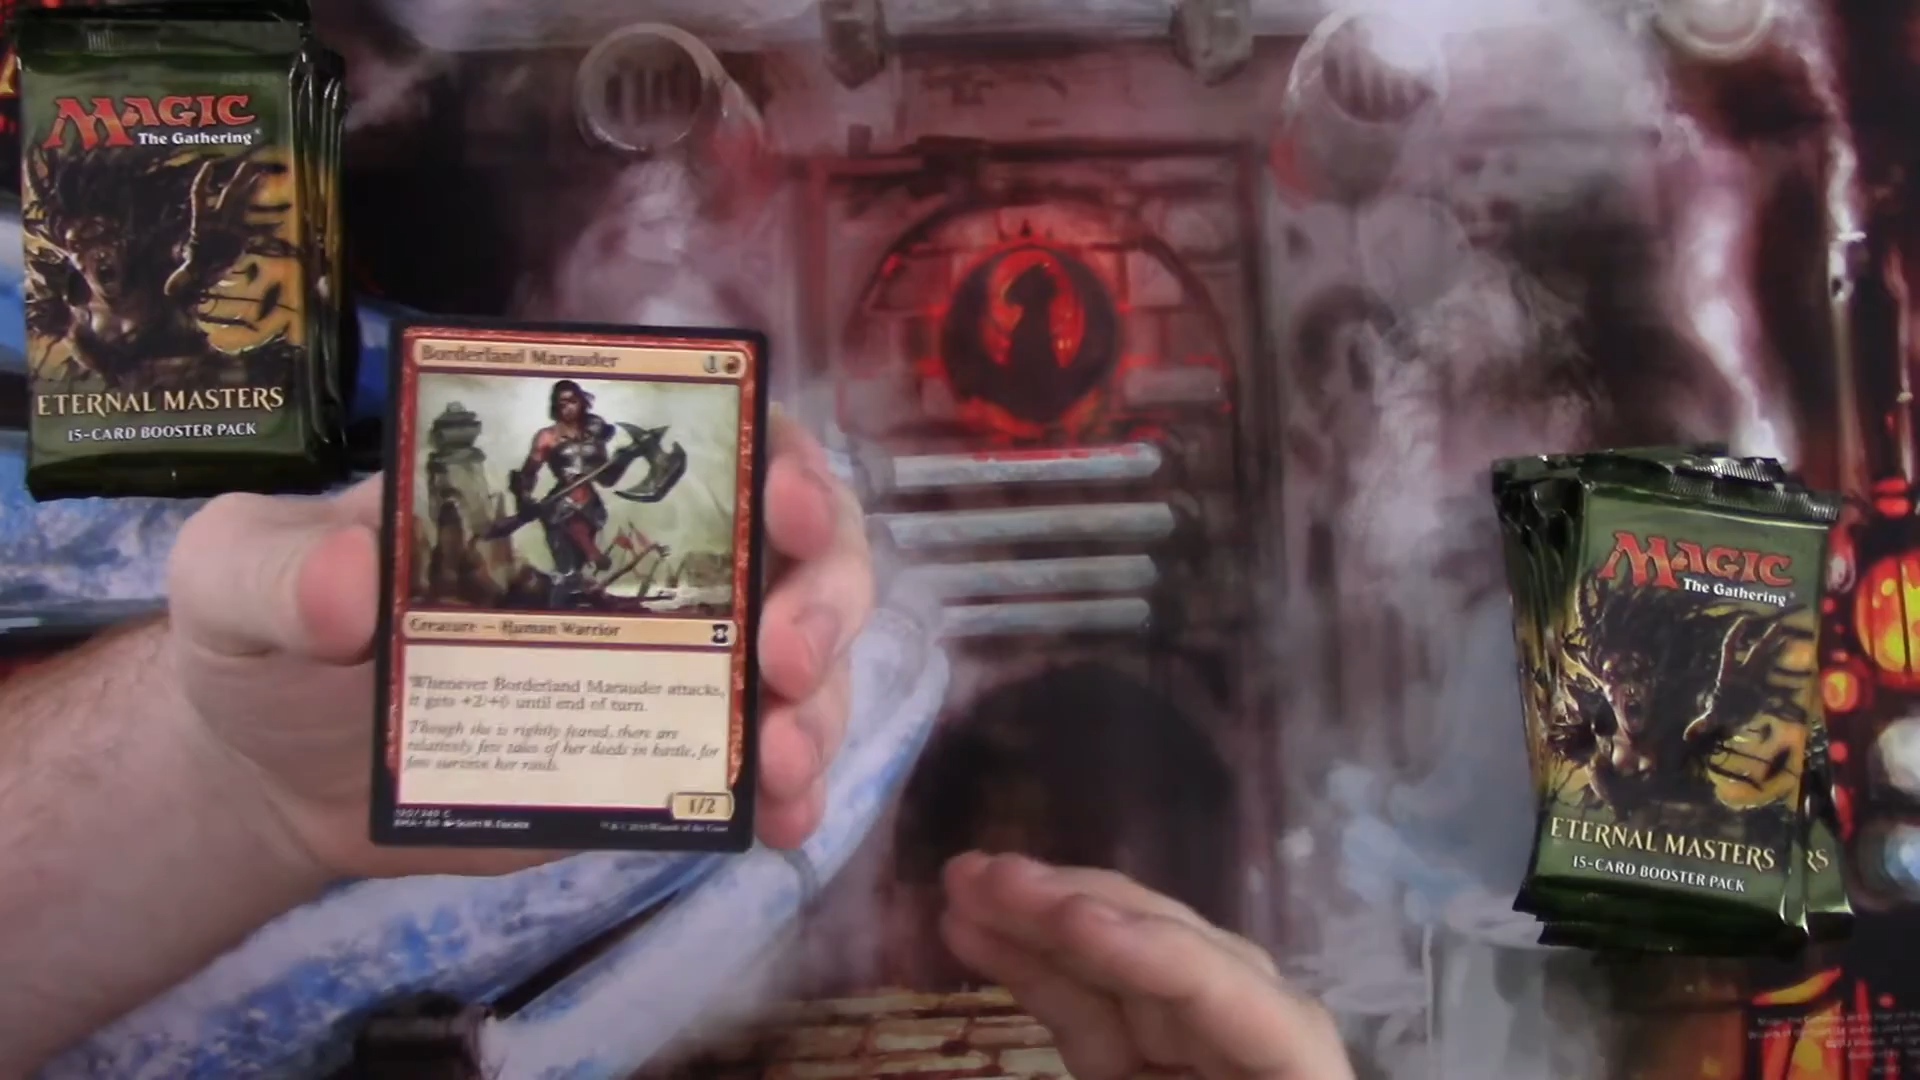 MAGIC
The Gathering®
ETERNAL MASTERS
15-CARD BOOSTER PACK
Borderland Marauder 1
Creature — Human Warrior
Whenever Borderland Marauder attacks,
it gets +2/+0 until end of turn.
Though she is rightly feared, there are
relatively few tales of her deeds in battle, for
few survive her raids.
1/2
MAGIC
The Gathering®
ETERNAL MASTERS
RS
15-CARD BOOSTER PACK